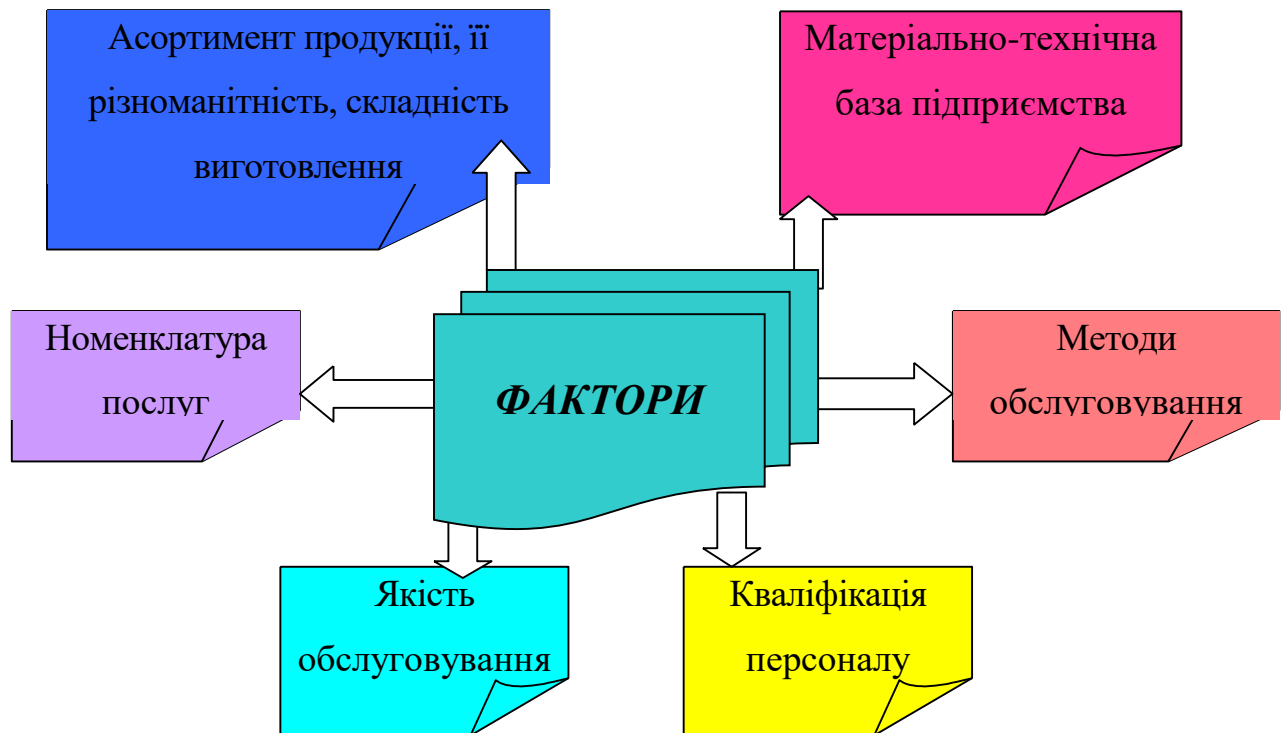 Асортимент продукції, її
різноманітність, складність
виготовлення
Матеріально-технічна
база підприємства
Номенклатура
послуг
ФАКТОРИ
Методи
обслуговування
Якість
обслуговування
Кваліфікація
персоналу